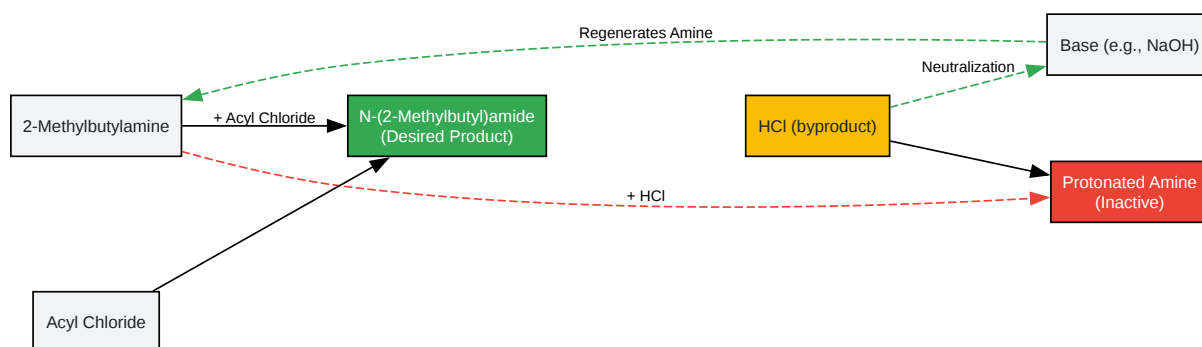 Regenerates Amine
Base (e.g., NaOH)
Neutralization
2-Methylbutylamine
+ Acyl Chloride
N-(2-Methylbutyl)amide
(Desired Product)
HCl (byproduct)
Protonated Amine
(Inactive)
+ HCl
Acyl Chloride